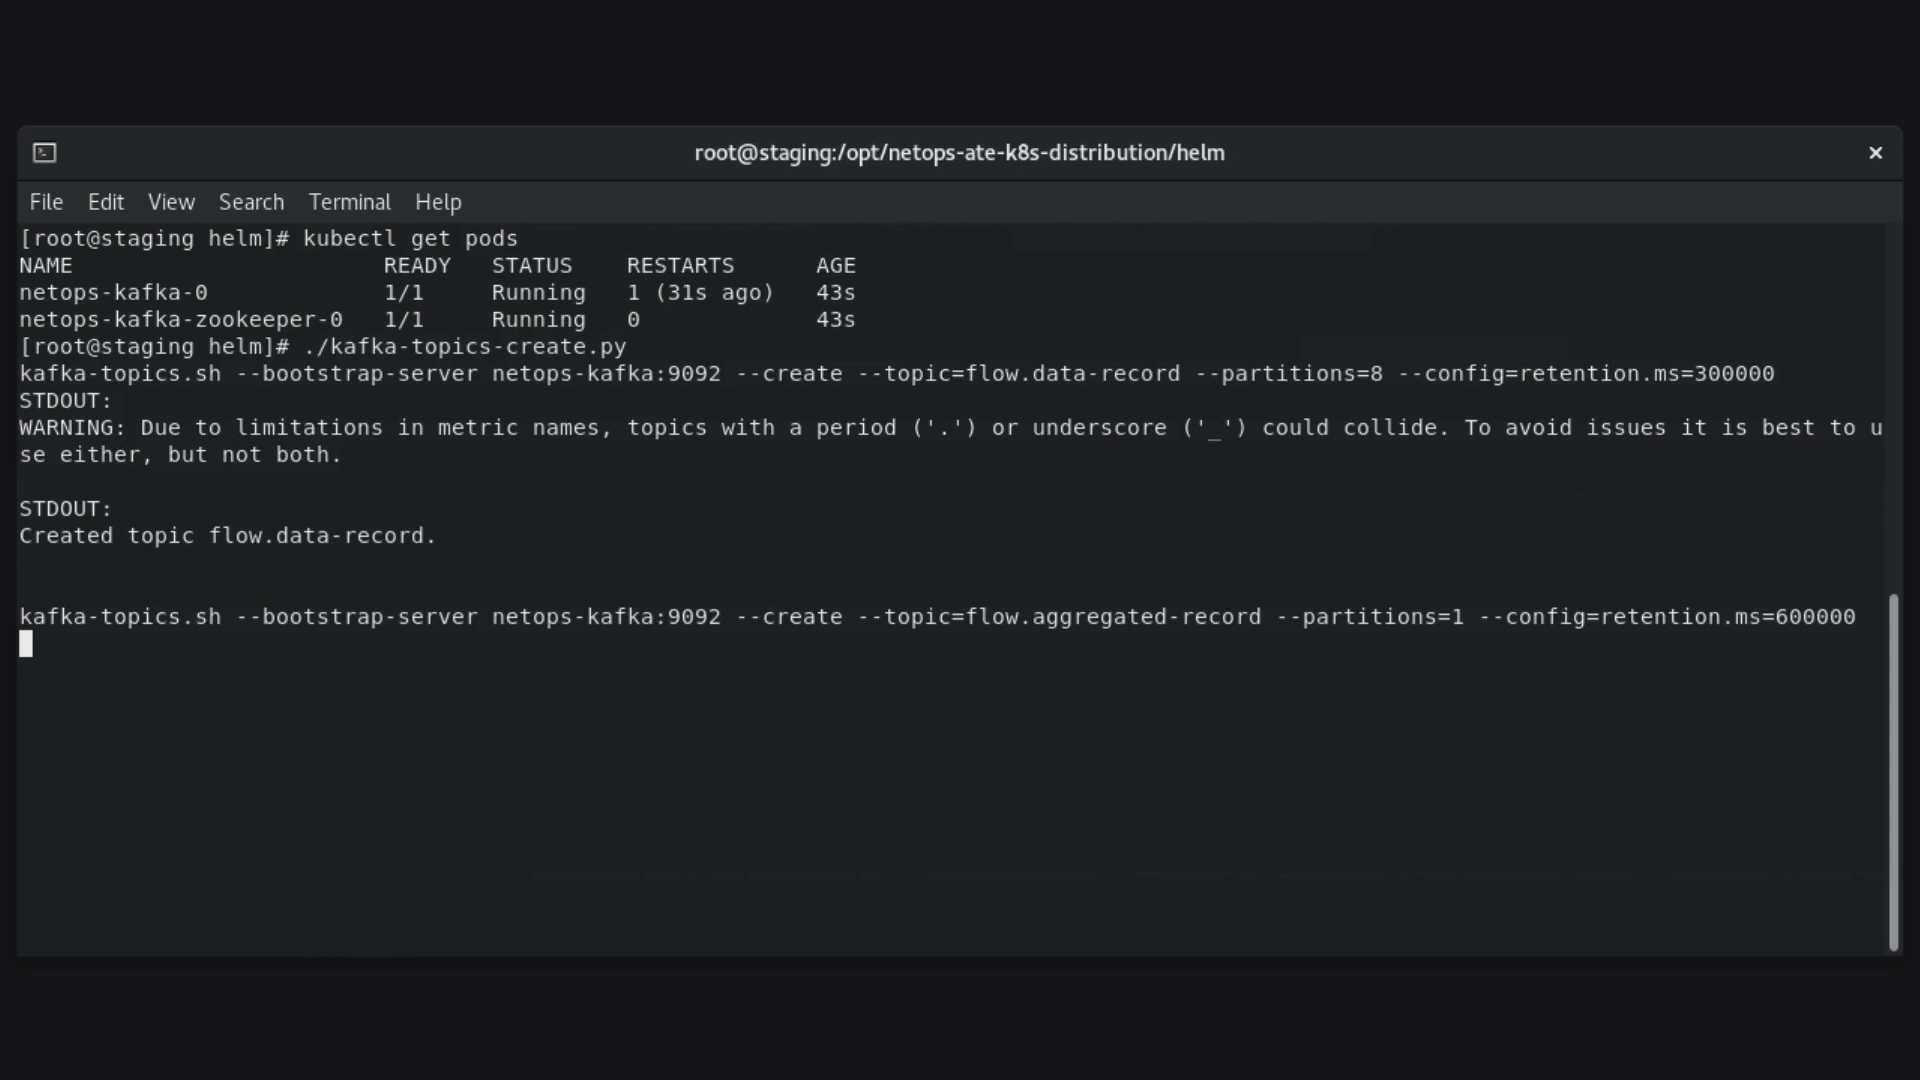 root@staging:/opt/netops-ate-k8s-distribution/helm
File Edit View Search Terminal Help
[root@staging helm]# kubectl get pods
NAME READY STATUS RESTARTS AGE
netops-kafka-0 1/1 Running 1 (31s ago) 43s
netops-kafka-zookeeper-0 1/1 Running 0 43s
[root@staging helm]# ./kafka-topics-create.py
kafka-topics.sh --bootstrap-server netops-kafka:9092 --create --topic=flow.data-record --partitions=8 --config=retention.ms=300000
STDOUT:
WARNING: Due to limitations in metric names, topics with a period ('.') or underscore ('_') could collide. To avoid issues it is best to u
se either, but not both.
STDOUT:
Created topic flow.data-record.
kafka-topics.sh --bootstrap-server netops-kafka:9092 --create --topic=flow.aggregated-record --partitions=1 --config=retention.ms=600000